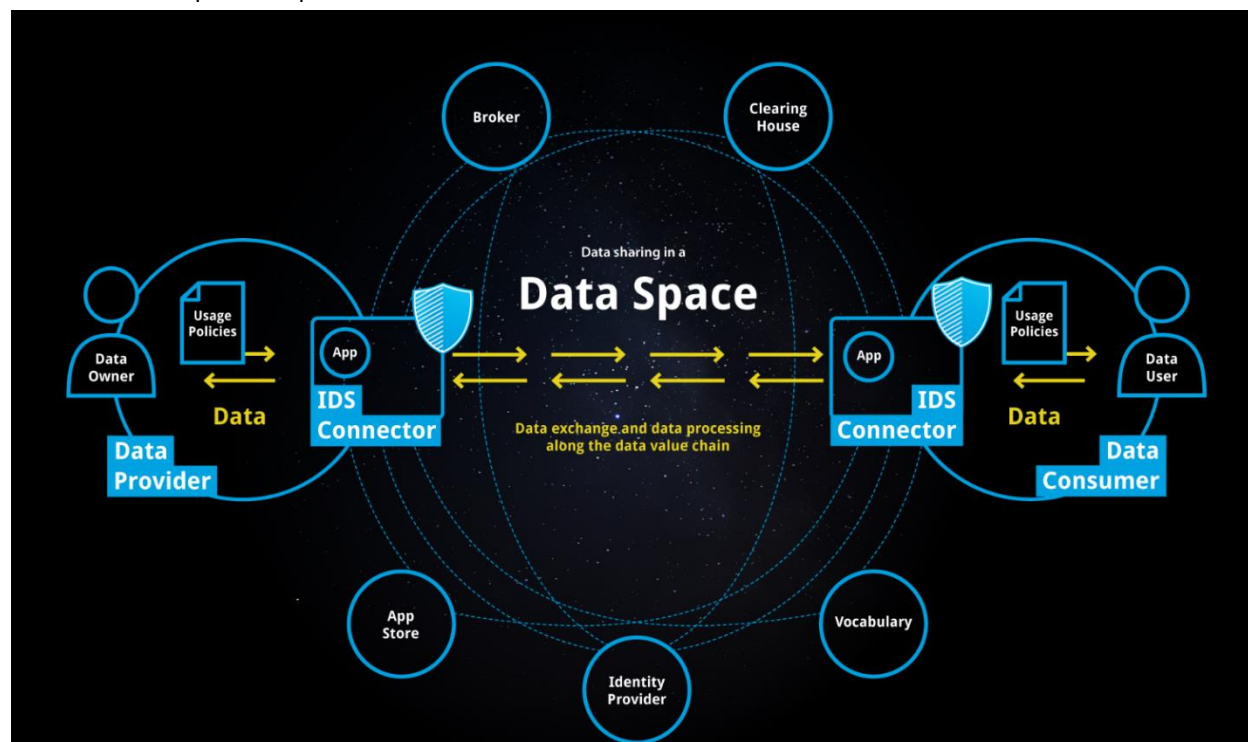 Broker
Clearing
House
Data sharing in a
Data Space
Usage
Policies
Data
Owner
App
IDS
Connector
Data
Data
Provider
Data exchange and data processing
along the data value chain
App
IDS
Connector
Usage
Policies
Data
User
Data
Data
Consumer
App
Store
Identity
Provider
Vocabulary